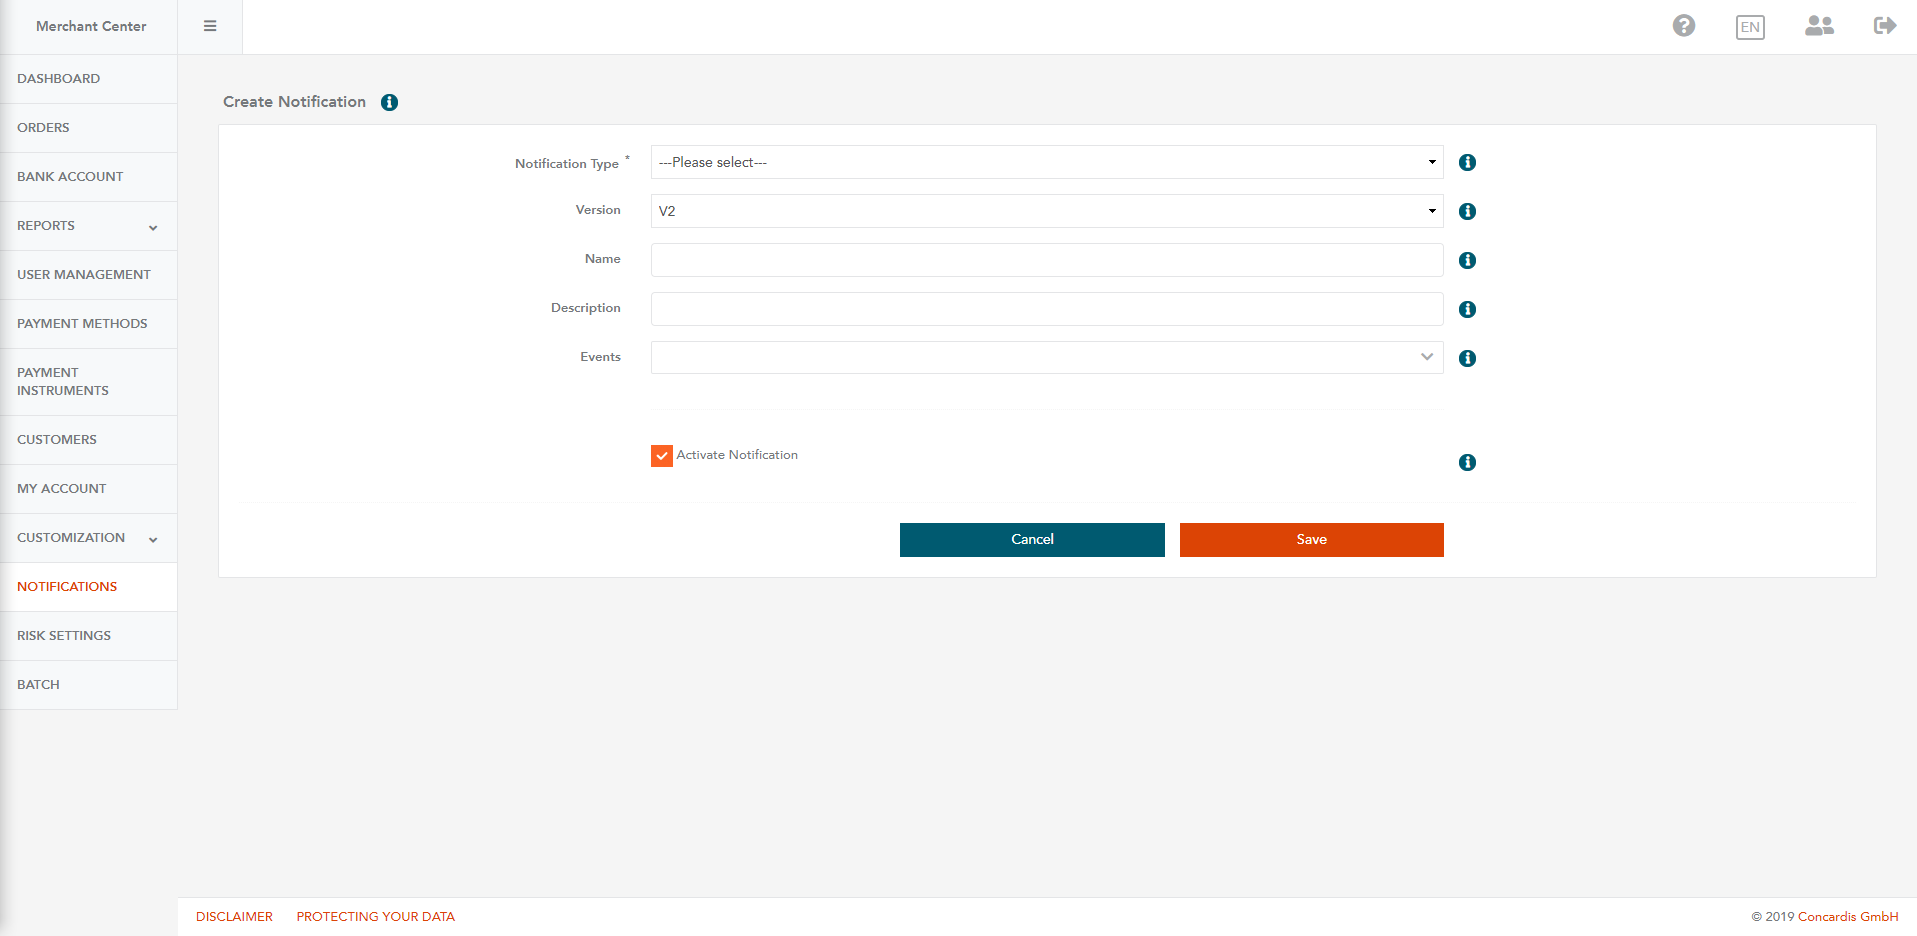 Merchant Center
EN
DASHBOARD
ORDERS
BANK ACCOUNT
REPORTS
USER MANAGEMENT
PAYMENT METHODS
PAYMENT
INSTRUMENTS
CUSTOMERS
MY ACCOUNT
CUSTOMIZATION
NOTIFICATIONS
RISK SETTINGS
BATCH
Create Notification
Notification Type * ---Please select---
Version V2
Name
Description
Events
Activate Notification
Cancel Save
DISCLAIMER PROTECTING YOUR DATA © 2019 Concardis GmbH